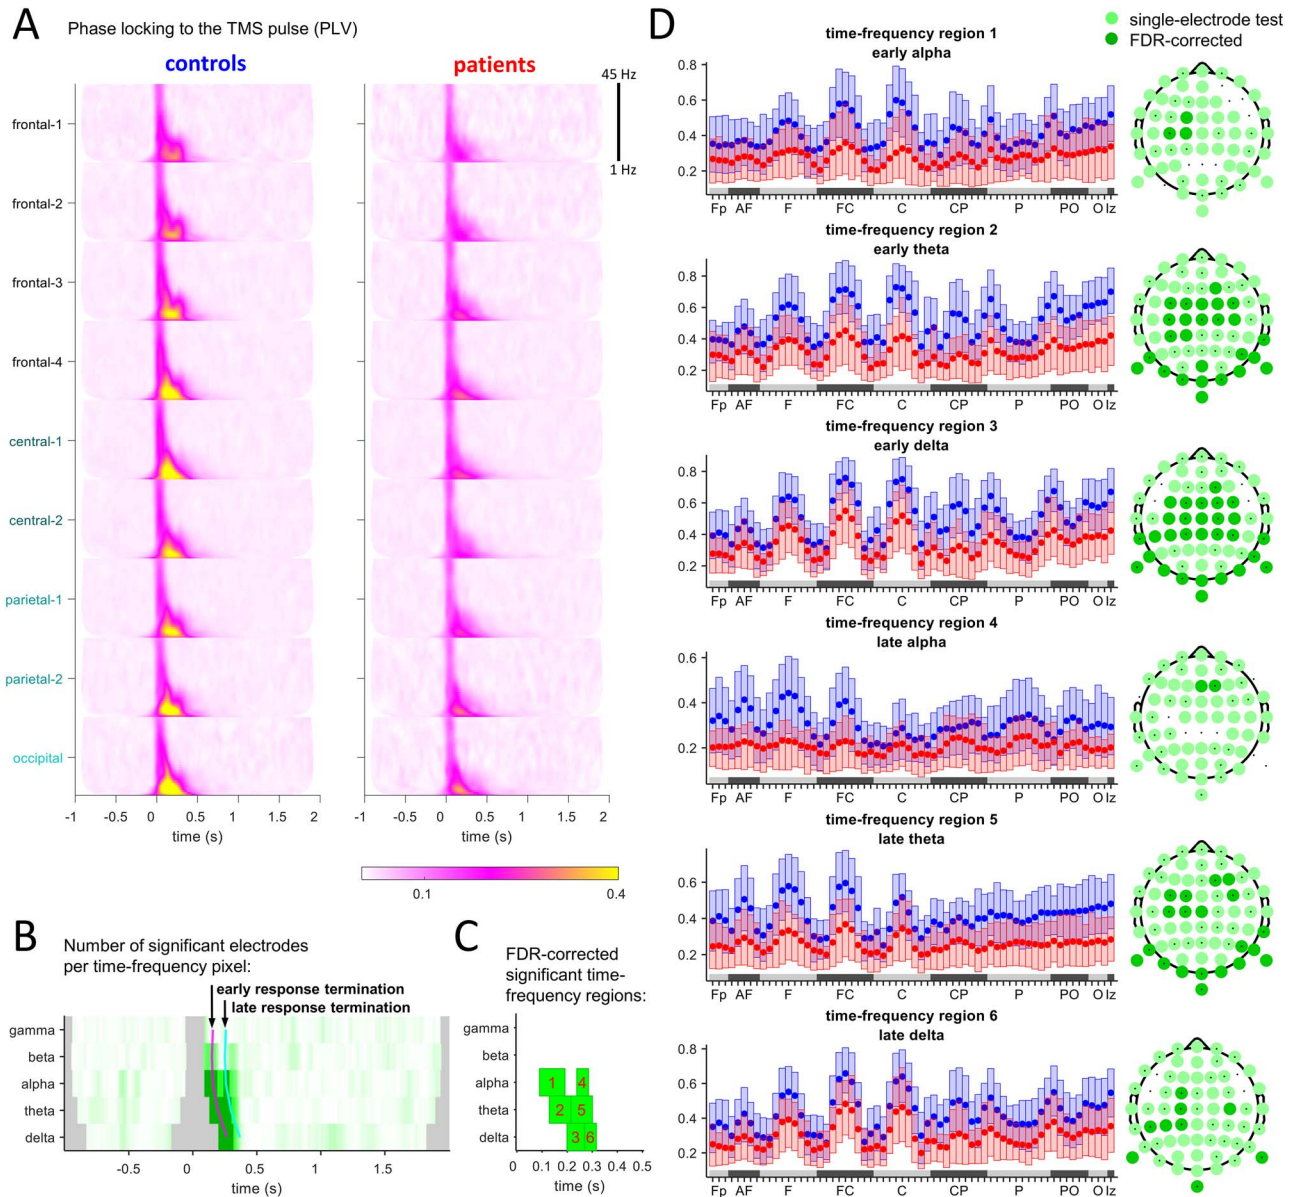 A
Phase locking to the TMS pulse (PLV)
controls
patients
45 Hz
1 Hz
frontal-1
frontal-2
frontal-3
frontal-4
central-1
central-2
parietal-1
parietal-2
occipital
-1 -0.5 0 0.5 1 1.5 2
time (s)
-1 -0.5 0 0.5 1 1.5 2
time (s)
0.1 0.4
B
Number of significant electrodes
per time-frequency pixel:
early response termination
late response termination
gamma
beta
alpha
theta
delta
-0.5 0 0.5 1 1.5
time (s)
C
FDR-corrected
significant time-
frequency regions:
gamma
beta
alpha
theta
delta
1 4
2 5
3 6
0 0.1 0.2 0.3 0.4 0.5
time (s)
D
single-electrode test
FDR-corrected
time-frequency region 1
early alpha
0.8
0.6
0.4
0.2
Fp AF F FC C CP P PO O Iz
time-frequency region 2
early theta
0.8
0.6
0.4
0.2
Fp AF F FC C CP P PO O Iz
time-frequency region 3
early delta
0.8
0.6
0.4
0.2
Fp AF F FC C CP P PO O Iz
time-frequency region 4
late alpha
0.6
0.4
0.2
Fp AF F FC C CP P PO O Iz
time-frequency region 5
late theta
0.6
0.4
0.2
Fp AF F FC C CP P PO O Iz
time-frequency region 6
late delta
0.8
0.6
0.4
0.2
Fp AF F FC C CP P PO O Iz